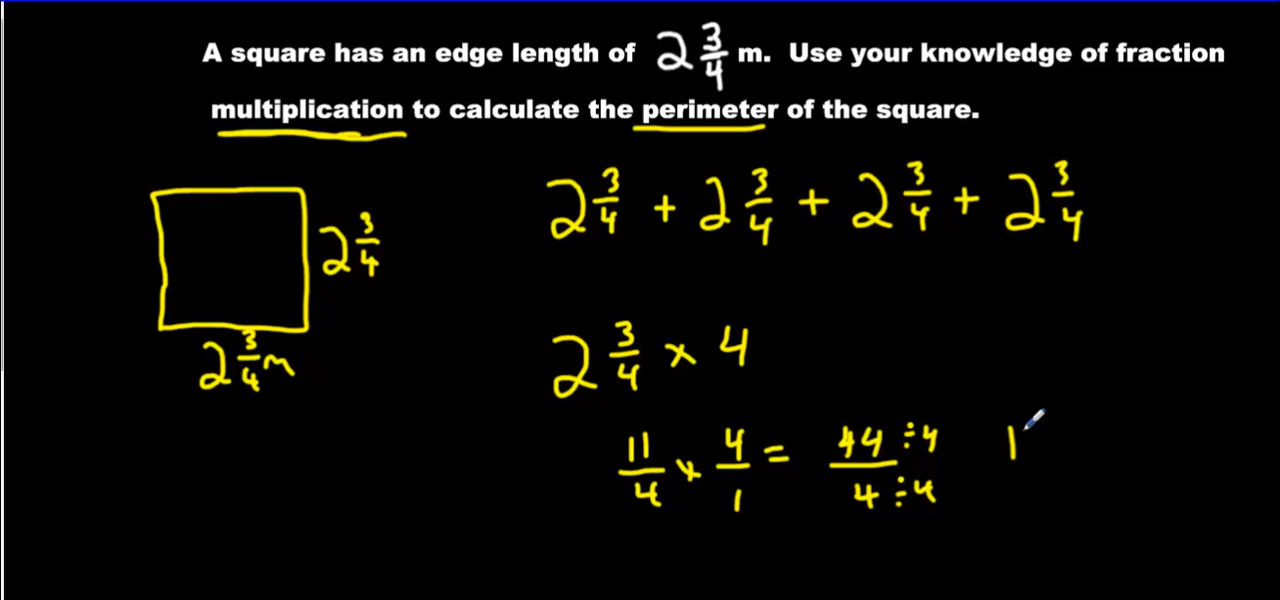 A square has an edge length of 2 3/4 m. Use your knowledge of fraction
multiplication to calculate the perimeter of the square.
2 3/4 + 2 3/4 + 2 3/4 + 2 3/4
2 3/4
2 3/4 m
2 3/4 × 4
11/4 × 4/1 = 44/4 ÷4 ÷4 1